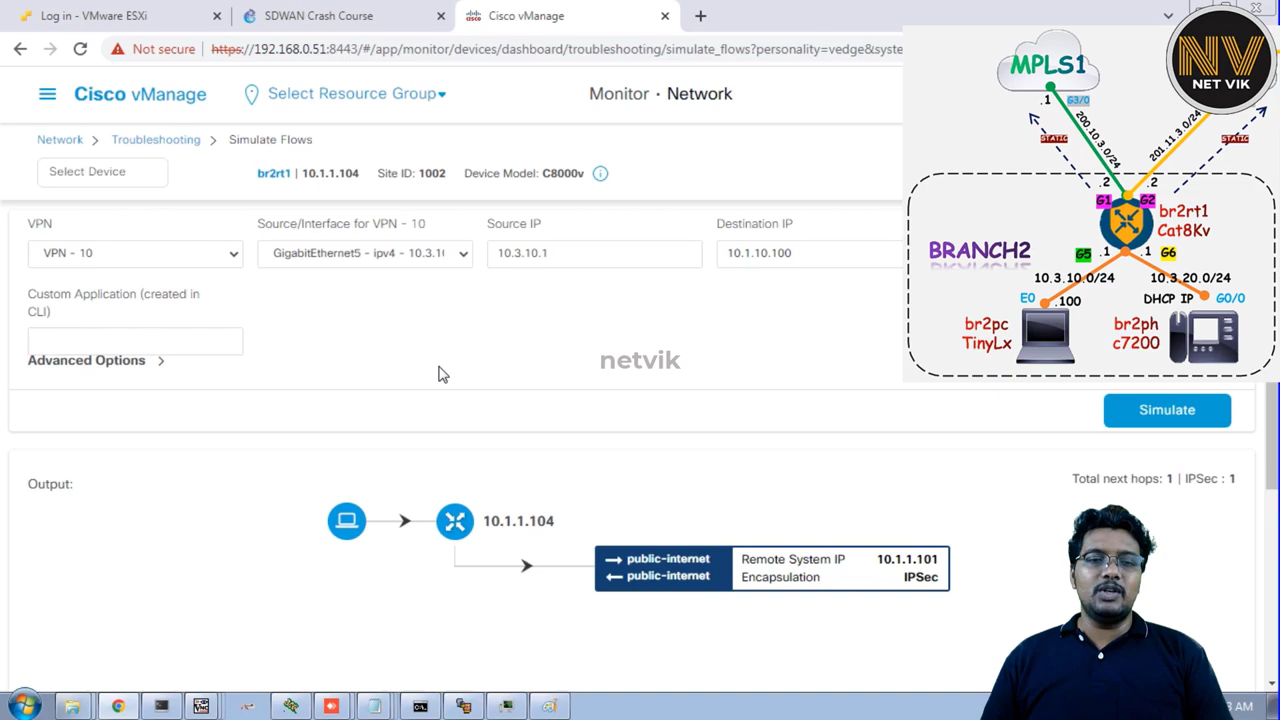 Log in - VMware ESXi
SDWAN Crash Course
Cisco vManage
Not secure
https://192.168.0.51:8443/#/app/monitor/devices/dashboard/troubleshooting/simulate_flows?personality=vedge&syste
Cisco vManage
Select Resource Group
Monitor · Network
Network > Troubleshooting > Simulate Flows
Select Device
br2rt1 | 10.1.1.104
Site ID: 1002
Device Model: C8000v
VPN
Source/Interface for VPN - 10
Source IP
Destination IP
VPN - 10
GigabitEthernet5 - ipv4 - 10.3.1
10.3.10.1
10.1.10.100
Custom Application (created in
CLI)
Advanced Options
netvik
Simulate
Output:
Total next hops: 1 | IPSec : 1
10.1.1.104
public-internet
public-internet
Remote System IP 10.1.1.101
Encapsulation IPSec
MPLS1
NV
NET VIK
.1
G3/0
200.10.3.0/24
201.11.3.0/24
STATIC
STATIC
.2
.2
G1
G2
br2rt1
Cat8Kv
BRANCH2
G5
.1
.1
G6
10.3.10.0/24
10.3.20.0/24
E0
.100
DHCP IP
G0/0
br2pc
TinyLx
br2ph
c7200